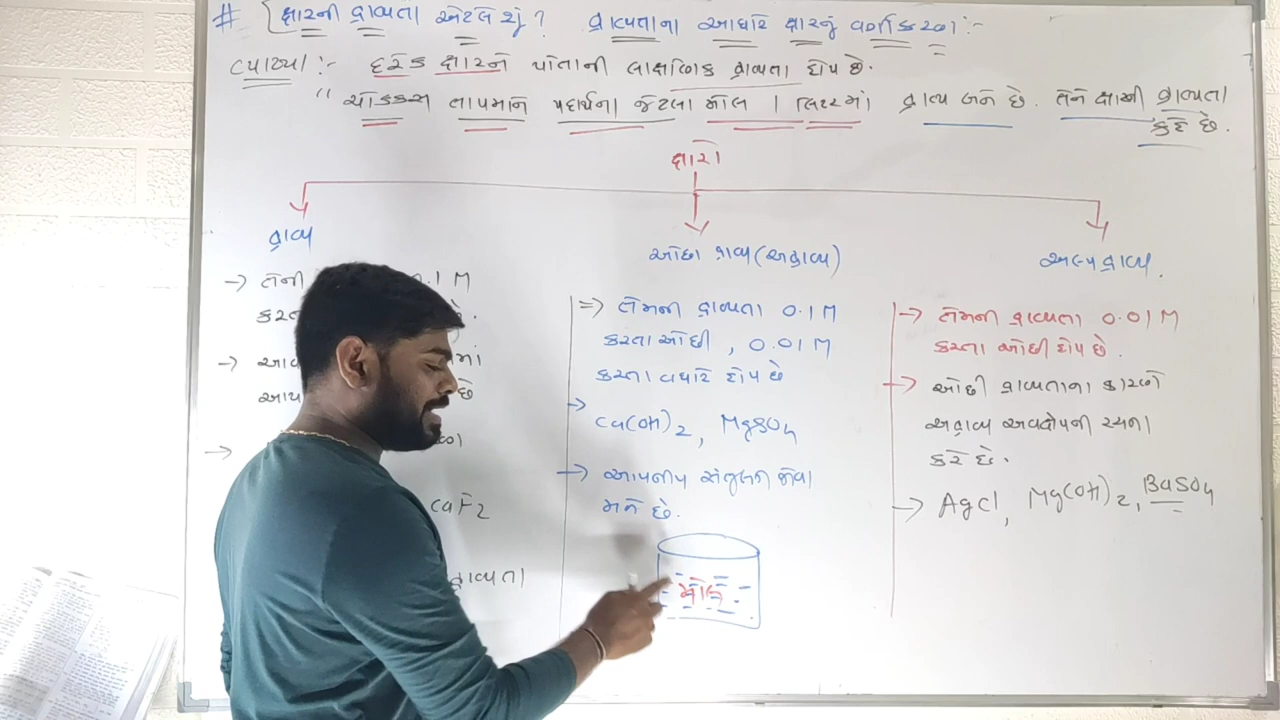 # { ક્ષારની દ્રાવ્યતા એટલે શું ? દ્રાવ્યતાના આધારે ક્ષારનું વર્ગીકરણ :-
વ્યાખ્યા :- દરેક ક્ષારને પોતાની લાક્ષણિક દ્રાવ્યતા હોય છે.
" ચોક્કસ તાપમાને પદાર્થના જેટલા મોલ 1 લિટરમાં દ્રાવ્ય બને છે. તેને ક્ષારની દ્રાવ્યતા
કહે છે.
ક્ષારો
દ્રાવ્ય
→ તેની .1 M
કરતા
→
→
CaF2
દ્રાવ્યતા
ઓછા દ્રાવ્ય (અદ્રાવ્ય)
⇒ તેમની દ્રાવ્યતા 0.1 M
કરતા ઓછી , 0.01 M
કરતા વધારે હોય છે
→ Ca(OH)2, MgSO4
→ આયનીય સંતુલન જોવા
મળે છે.
મોલ
અલ્પદ્રાવ્ય.
→ તેમની દ્રાવ્યતા 0.01 M
કરતા ઓછી હોય છે.
→ ઓછી દ્રાવ્યતાના કારણે
અદ્રાવ્ય અવક્ષેપની રચના
કરે છે.
→ AgCl, Mg(OH)2, BaSO4